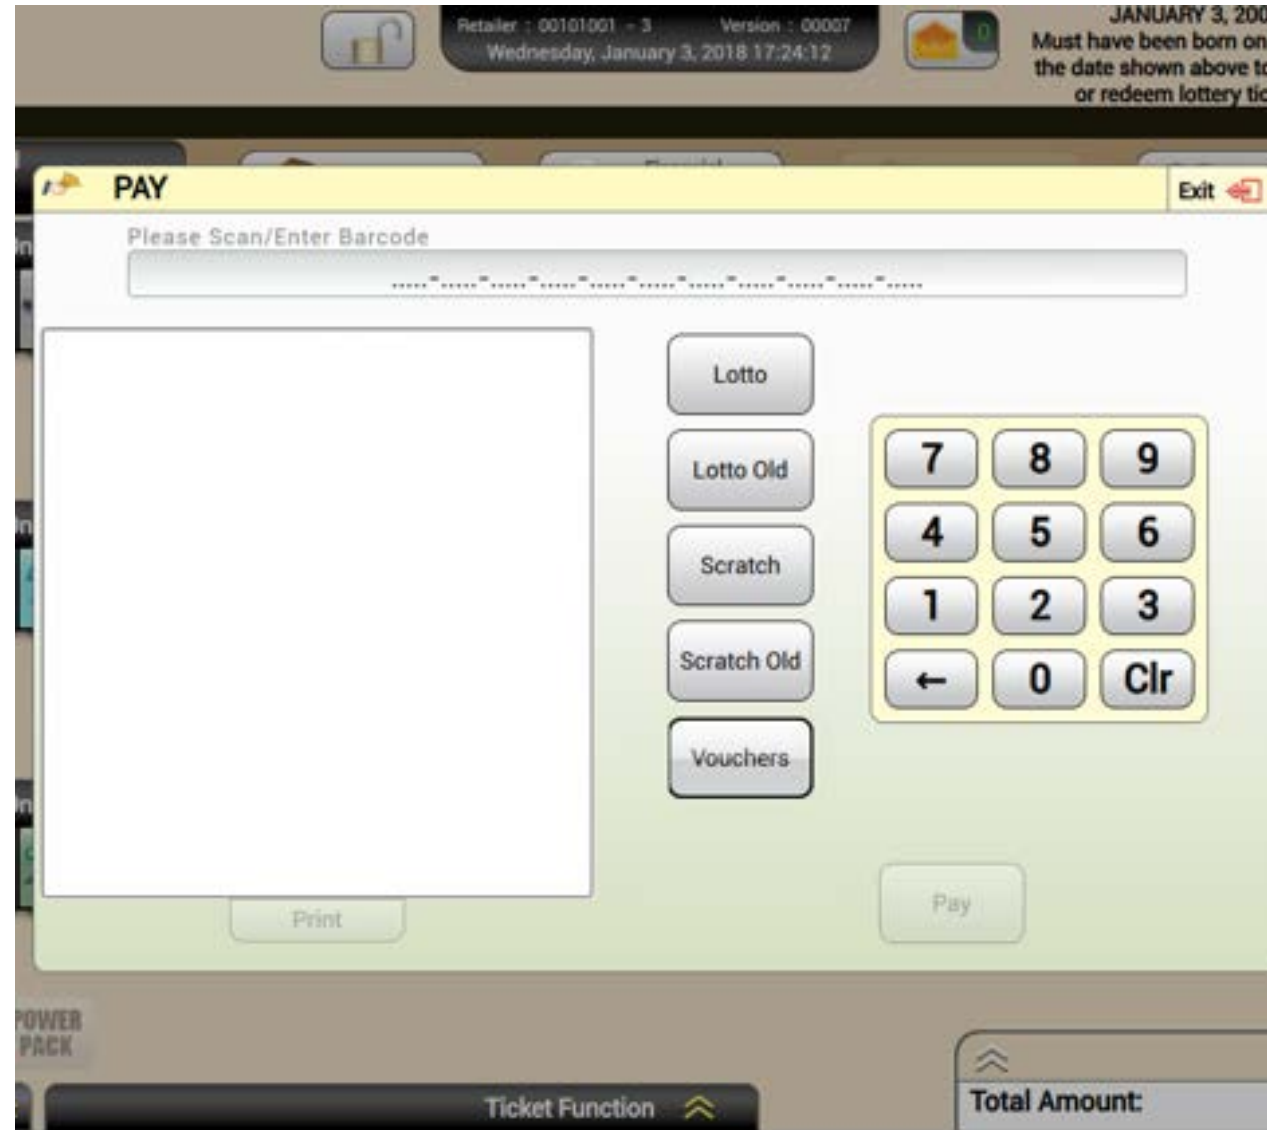 Retailer : 00101001 - 3 Version : 00007
Wednesday, January 3, 2018 17:24:12
0
JANUARY 3, 200
Must have been born on
the date shown above to
or redeem lottery tic
PAY
Exit
Please Scan/Enter Barcode
.....-.....-.....-.....-.....-.....-.....-.....-.....-.....-.....
Lotto
Lotto Old
Scratch
Scratch Old
Vouchers
7 8 9
4 5 6
1 2 3
← 0 Clr
Print
Pay
POWER
PACK
Ticket Function
Total Amount: